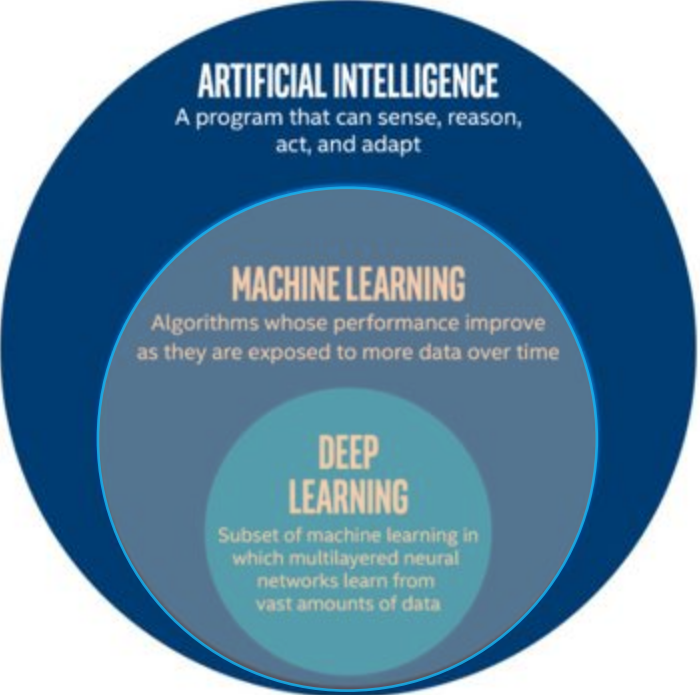 ARTIFICIAL INTELLIGENCE
A program that can sense, reason,
act, and adapt
MACHINE LEARNING
Algorithms whose performance improve
as they are exposed to more data over time
DEEP
LEARNING
Subset of machine learning in
which multilayered neural
networks learn from
vast amounts of data